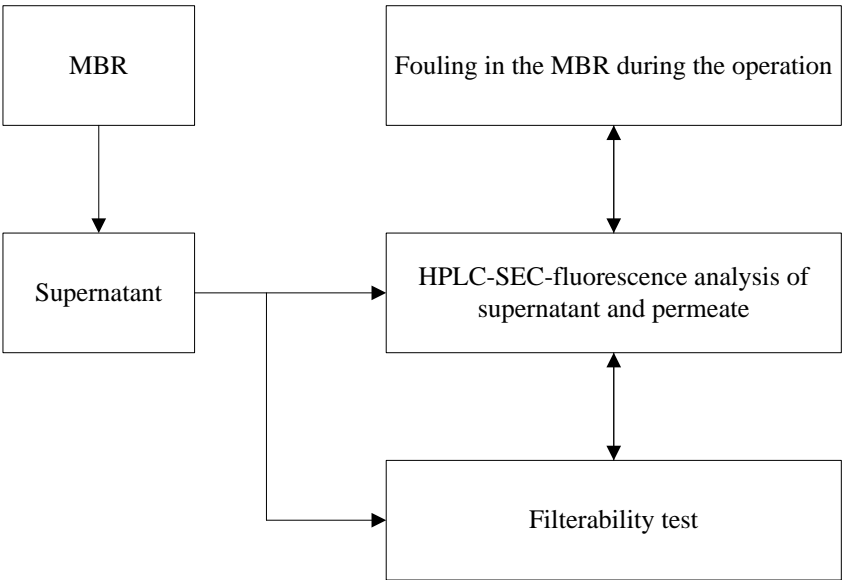 MBR
Fouling in the MBR during the operation
Supernatant
HPLC-SEC-fluorescence analysis of
supernatant and permeate
Filterability test